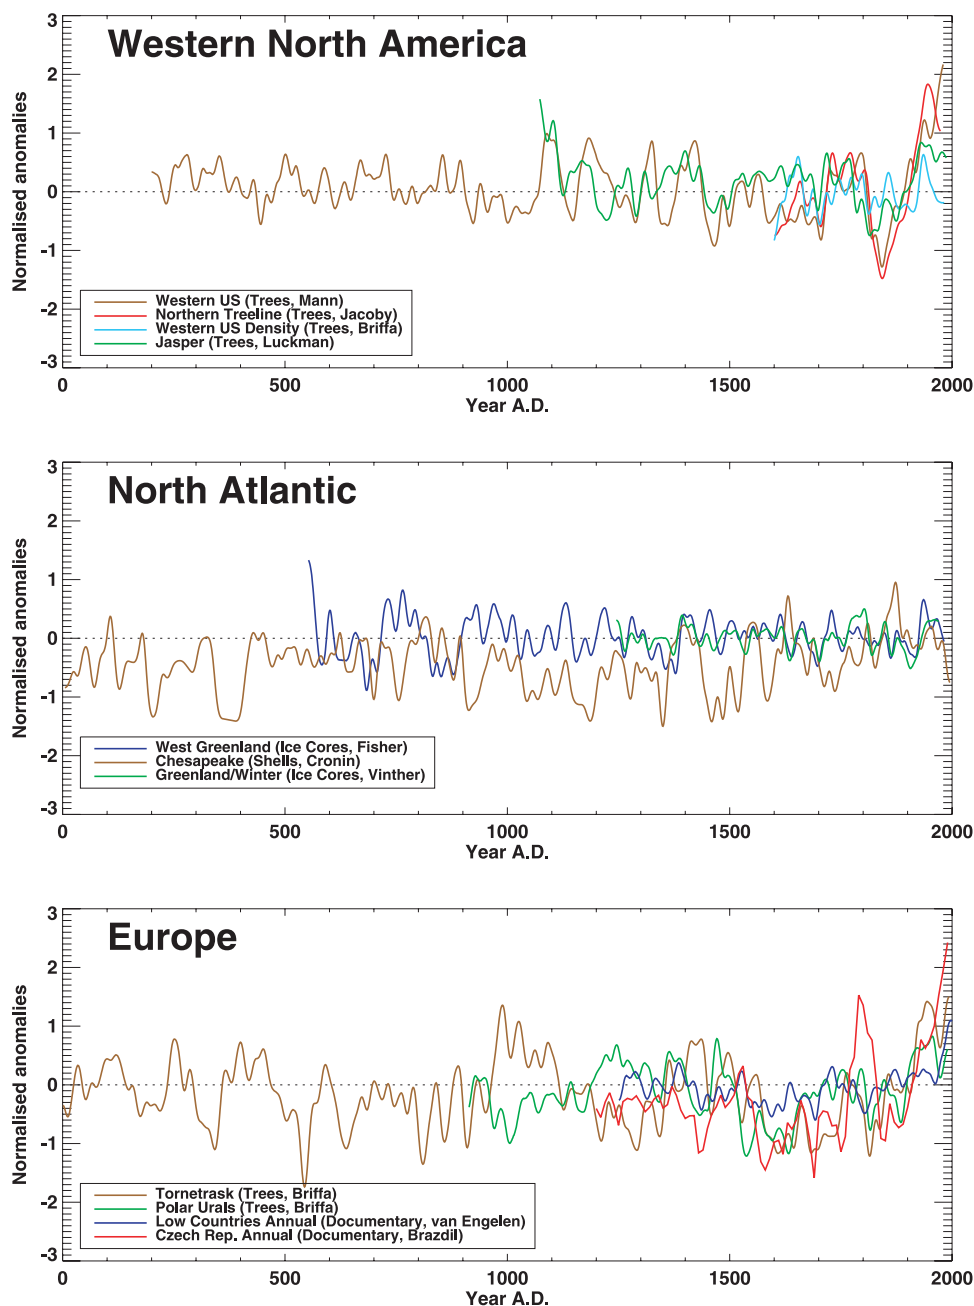 Western North America
Normalised anomalies
3
2
1
0
-1
-2
-3
Western US (Trees, Mann)
Northern Treeline (Trees, Jacoby)
Western US Density (Trees, Briffa)
Jasper (Trees, Luckman)
0 500 1000 1500 2000
Year A.D.
North Atlantic
Normalised anomalies
3
2
1
0
-1
-2
-3
West Greenland (Ice Cores, Fisher)
Chesapeake (Shells, Cronin)
Greenland/Winter (Ice Cores, Vinther)
0 500 1000 1500 2000
Year A.D.
Europe
Normalised anomalies
3
2
1
0
-1
-2
-3
Tornetrask (Trees, Briffa)
Polar Urals (Trees, Briffa)
Low Countries Annual (Documentary, van Engelen)
Czech Rep. Annual (Documentary, Brazdil)
0 500 1000 1500 2000
Year A.D.